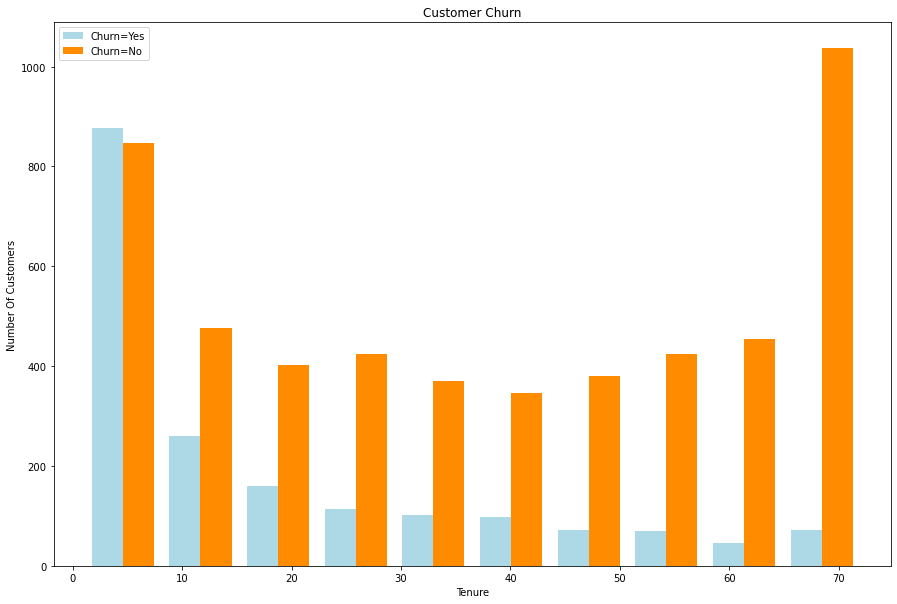 Customer Churn
Churn=Yes
Churn=No
Number Of Customers
1000
800
600
400
200
0
0 10 20 30 40 50 60 70
Tenure